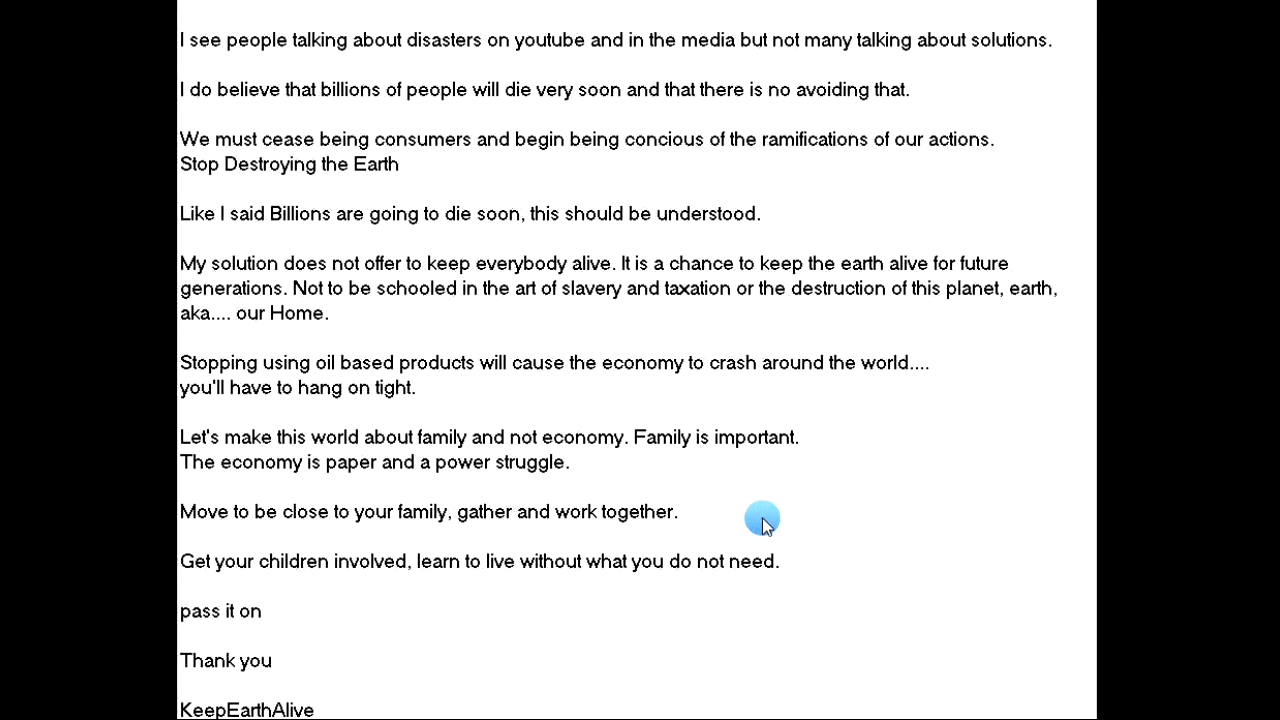 I see people talking about disasters on youtube and in the media but not many talking about solutions.
I do believe that billions of people will die very soon and that there is no avoiding that.
We must cease being consumers and begin being concious of the ramifications of our actions.
Stop Destroying the Earth
Like I said Billions are going to die soon, this should be understood.
My solution does not offer to keep everybody alive. It is a chance to keep the earth alive for future
generations. Not to be schooled in the art of slavery and taxation or the destruction of this planet, earth,
aka.... our Home.
Stopping using oil based products will cause the economy to crash around the world....
you'll have to hang on tight.
Let's make this world about family and not economy. Family is important.
The economy is paper and a power struggle.
Move to be close to your family, gather and work together.
Get your children involved, learn to live without what you do not need.
pass it on
Thank you
KeepEarthAlive